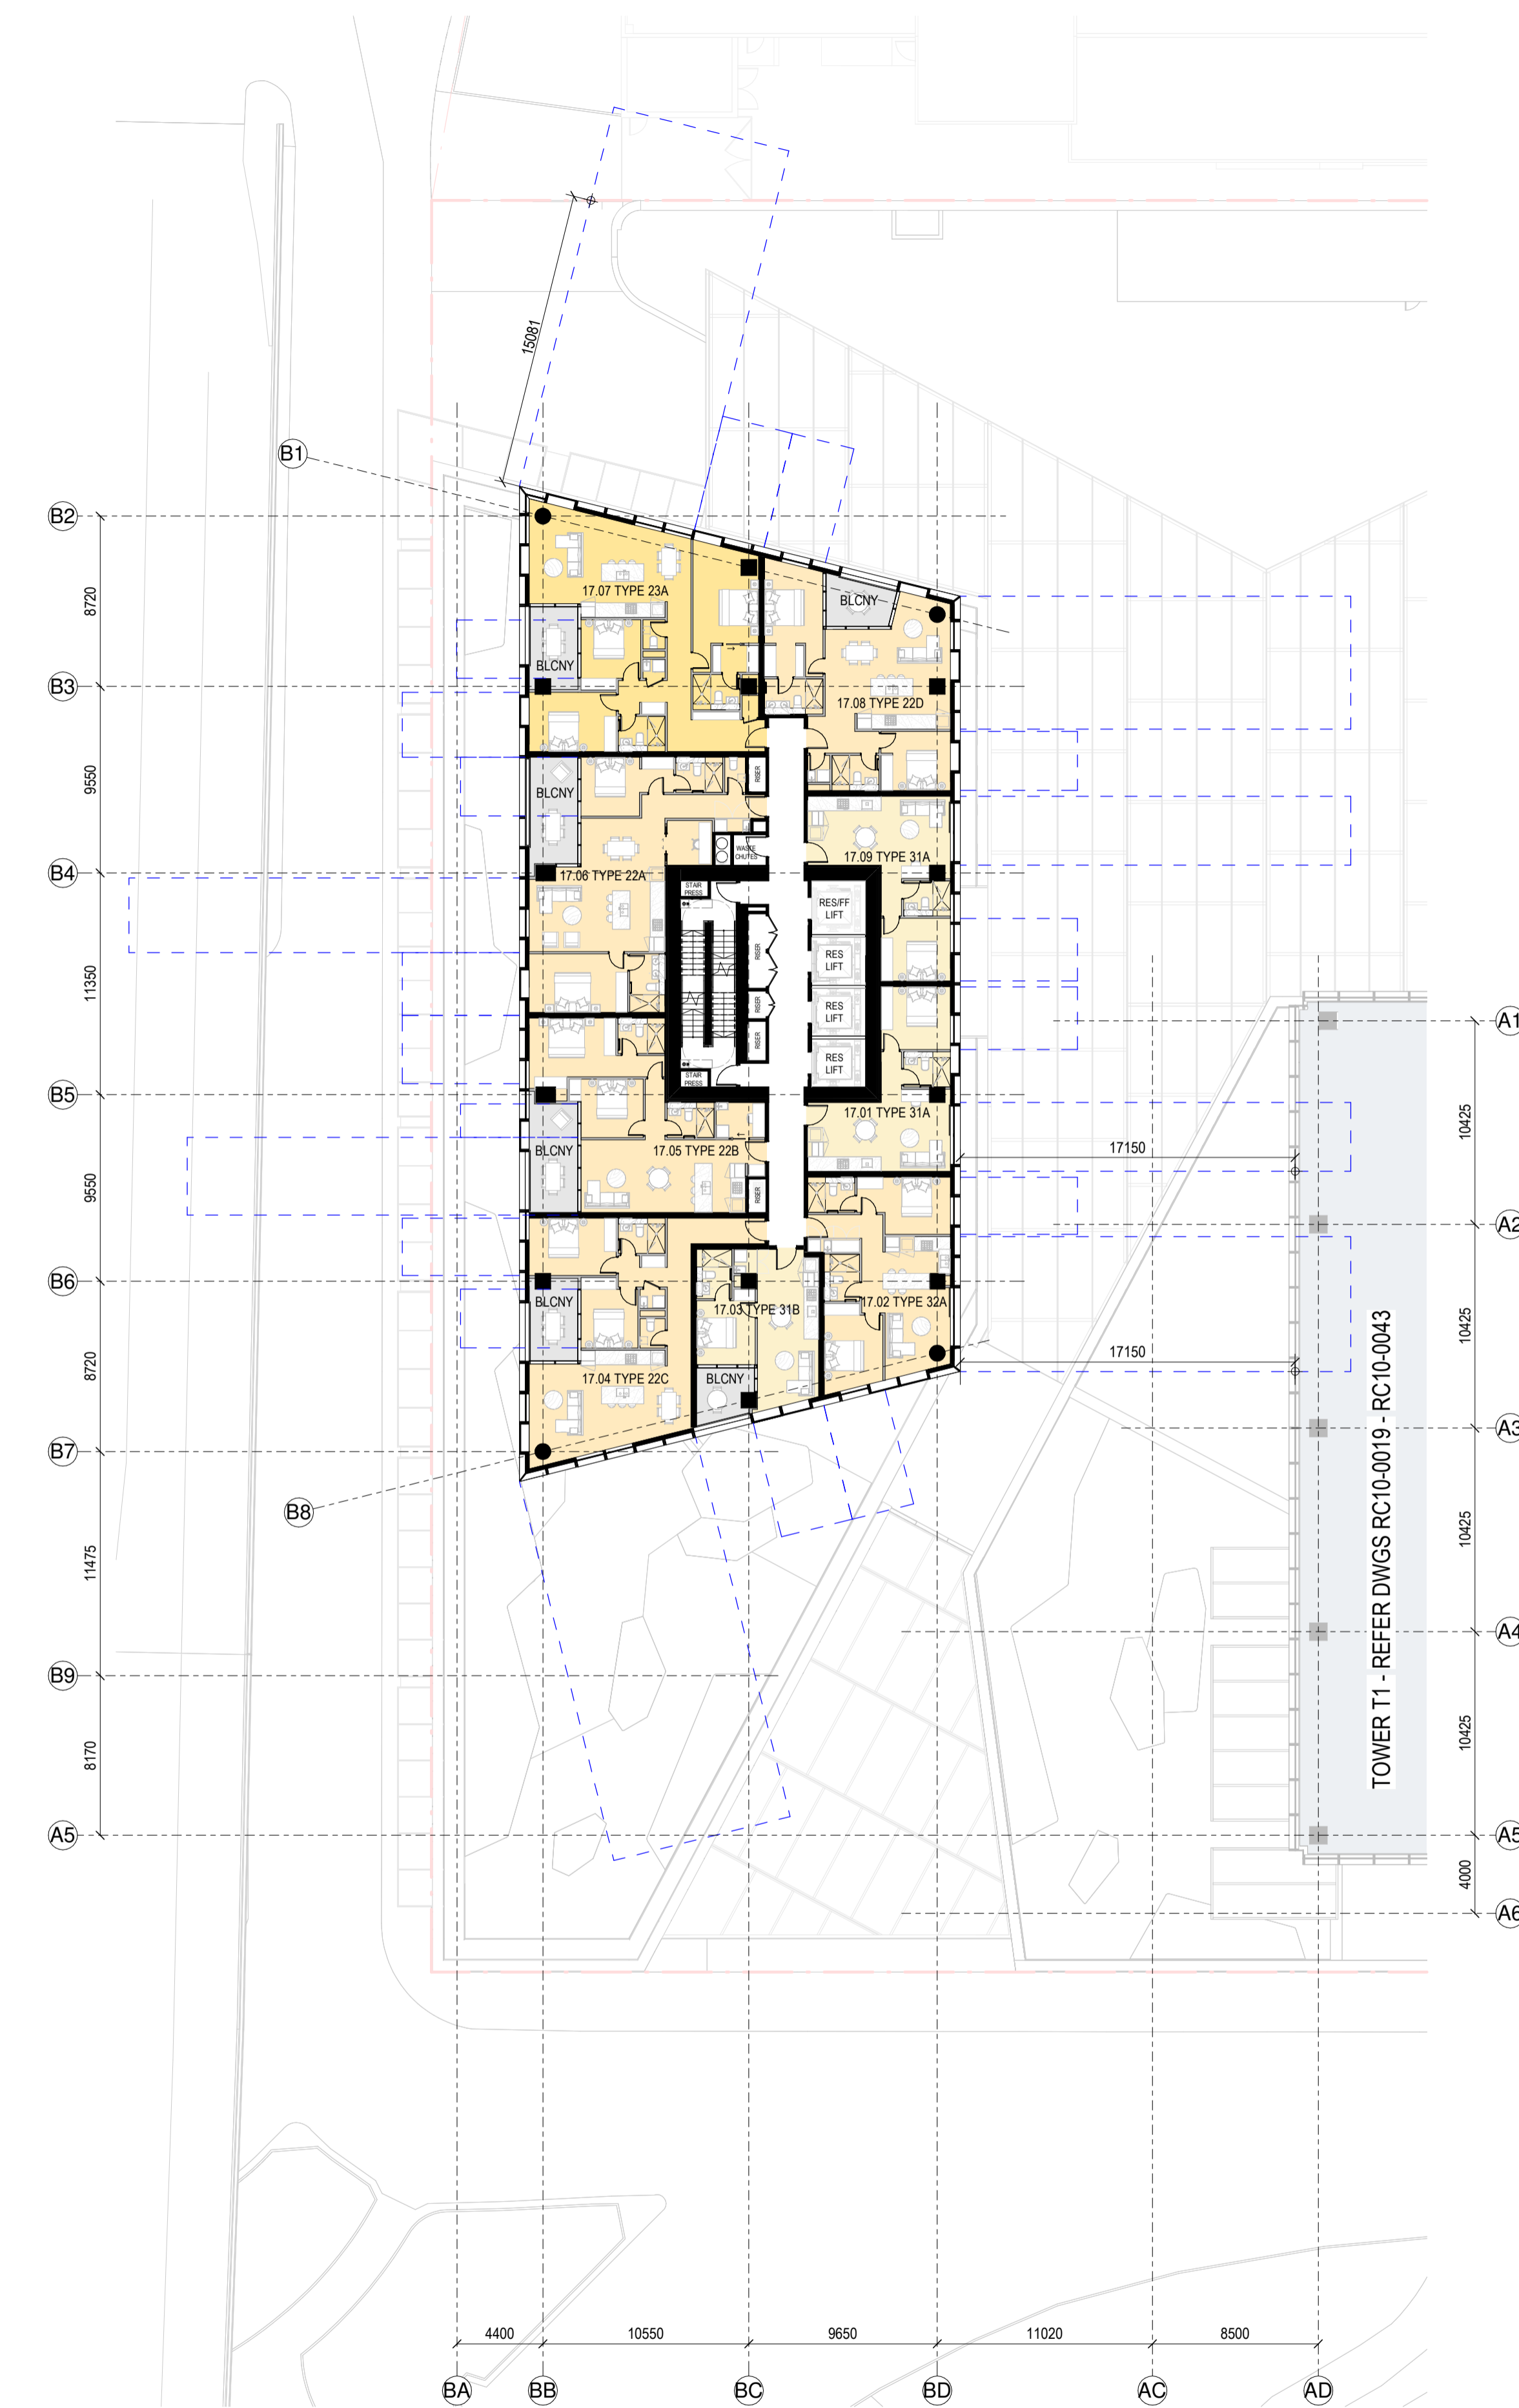 15081
B1
B2
8720
17.07 TYPE 23A
BLCNY
BLCNY
B3
17.08 TYPE 22D
9550
BLCNY
RISER
WASTE
CHUTES
17.09 TYPE 31A
B4
17.06 TYPE 22A
STAIR
PRESS
RES/FF
LIFT
RISER
RES
LIFT
11350
RISER
RES
LIFT
RISER
RES
LIFT
A1
STAIR
PRESS
B5
17.01 TYPE 31A
10425
BLCNY
17.05 TYPE 22B
17150
9550
RISER
A2
B6
BLCNY
17.03 TYPE 31B
17.02 TYPE 32A
10425
17150
8720
17.04 TYPE 22C
BLCNY
TOWER T1 - REFER DWGS RC10-0019 - RC10-0043
A3
B7
B8
10425
11475
A4
B9
10425
8170
A5
A5
4000
A6
4400
10550
9650
11020
8500
BA
BB
BC
BD
AC
AD